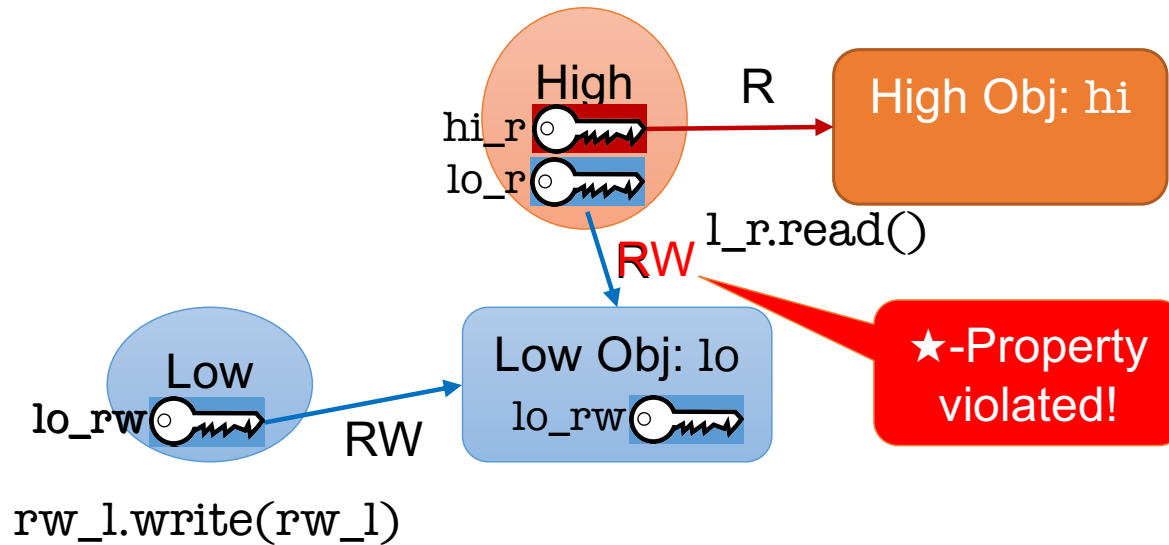 High
hi_r
lo_r
R
High Obj: hi
l_r.read()
RW
★-Property
violated!
Low
lo_rw
RW
Low Obj: lo
lo_rw
rw_l.write(rw_l)